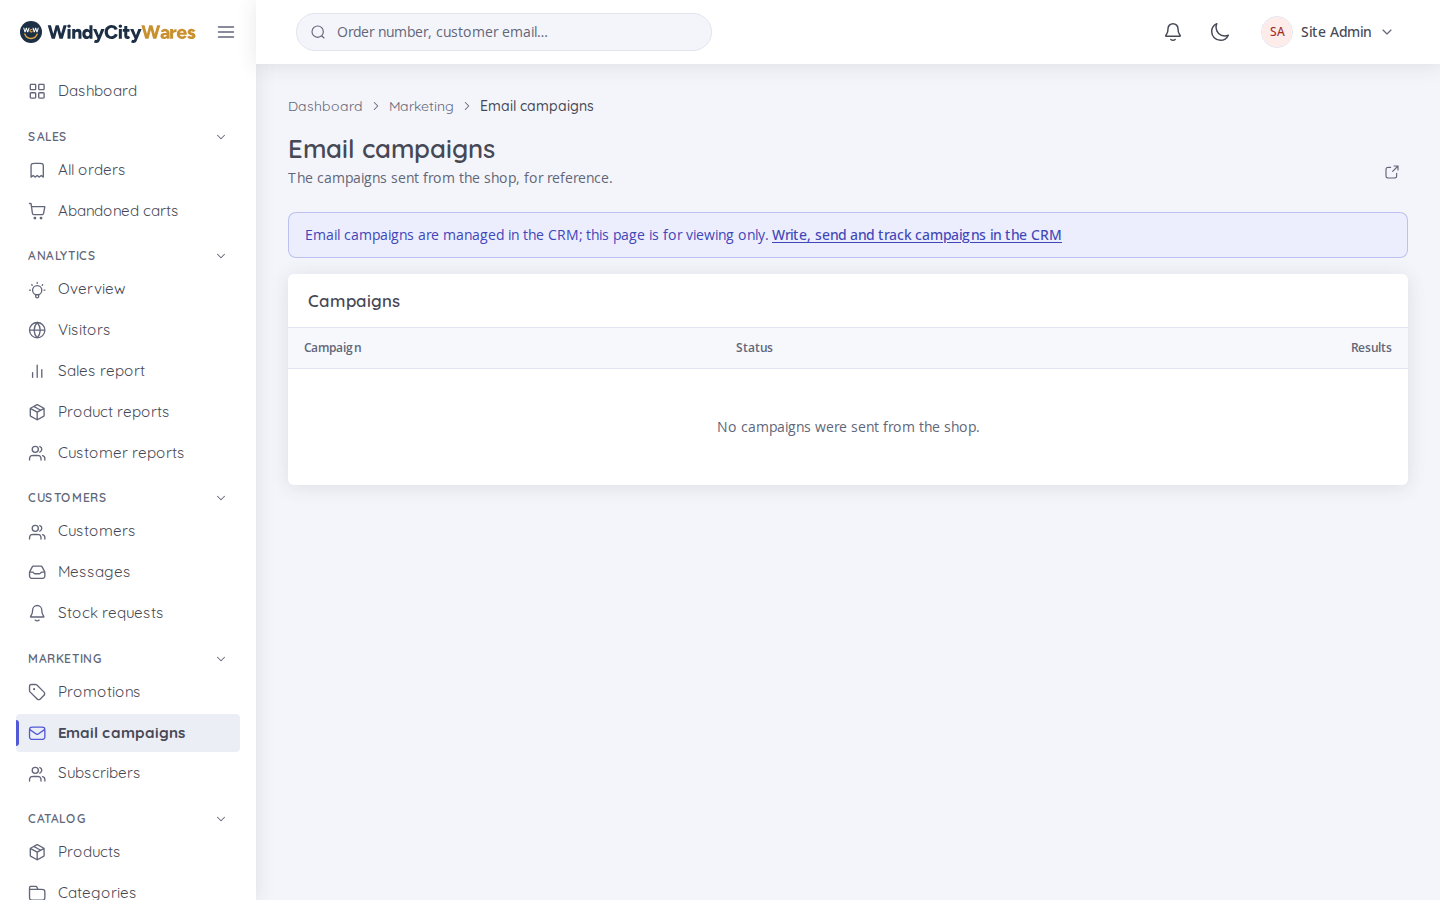 WCW WindyCityWares
Order number, customer email...
SA Site Admin
Dashboard
SALES
All orders
Abandoned carts
ANALYTICS
Overview
Visitors
Sales report
Product reports
Customer reports
CUSTOMERS
Customers
Messages
Stock requests
MARKETING
Promotions
Email campaigns
Subscribers
CATALOG
Products
Categories
Dashboard > Marketing > Email campaigns
Email campaigns
The campaigns sent from the shop, for reference.
Email campaigns are managed in the CRM; this page is for viewing only. Write, send and track campaigns in the CRM
Campaigns
Campaign Status Results
No campaigns were sent from the shop.